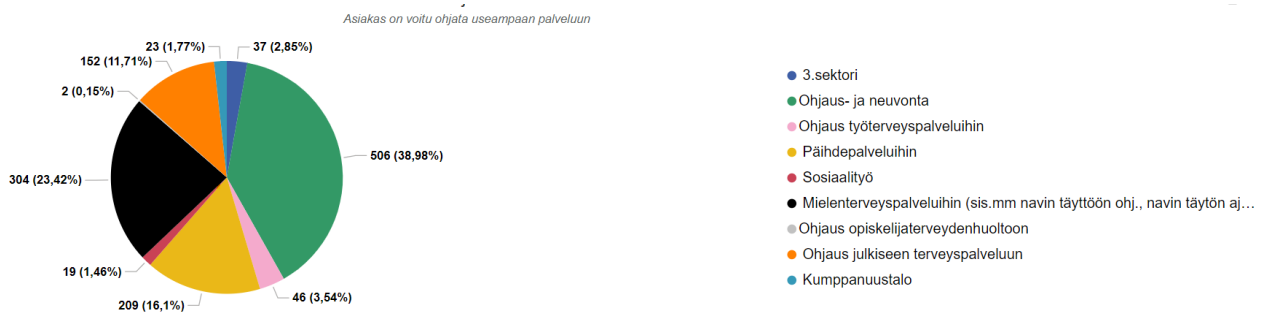 Asiakas on voitu ohjata useampaan palveluun
23 (1,77%)
37 (2,85%)
152 (11,71%)
2 (0,15%)
506 (38,98%)
304 (23,42%)
19 (1,46%)
46 (3,54%)
209 (16,1%)
3.sektori
Ohjaus- ja neuvonta
Ohjaus työterveyspalveluihin
Päihdepalveluihin
Sosiaalityö
Mielenterveyspalveluihin (sis.mm navin täyttöön ohj., navin täytön aj…
Ohjaus opiskelijaterveydenhuoltoon
Ohjaus julkiseen terveyspalveluun
Kumppanuustalo